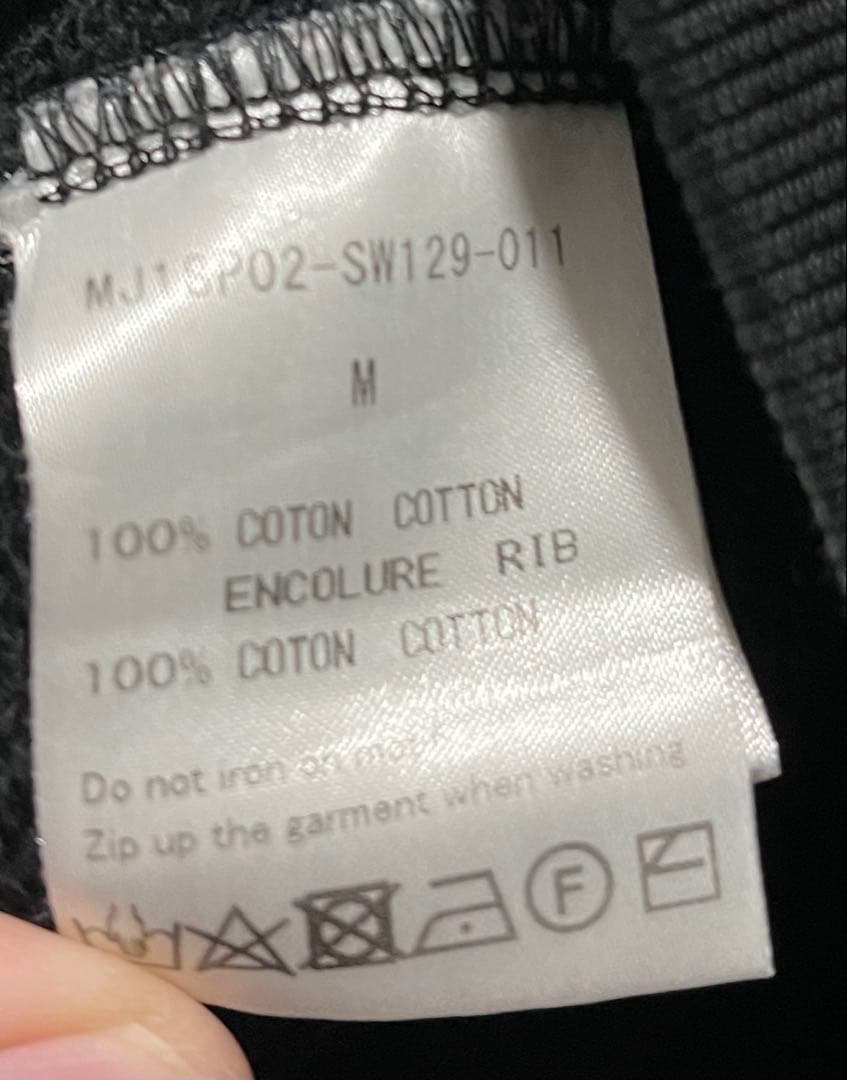 MJ18P02-SW129-011
M
100% COTON COTTON
ENCOLURE RIB
100% COTON COTTON
Do not iron on motif
Zip up the garment when washing
F